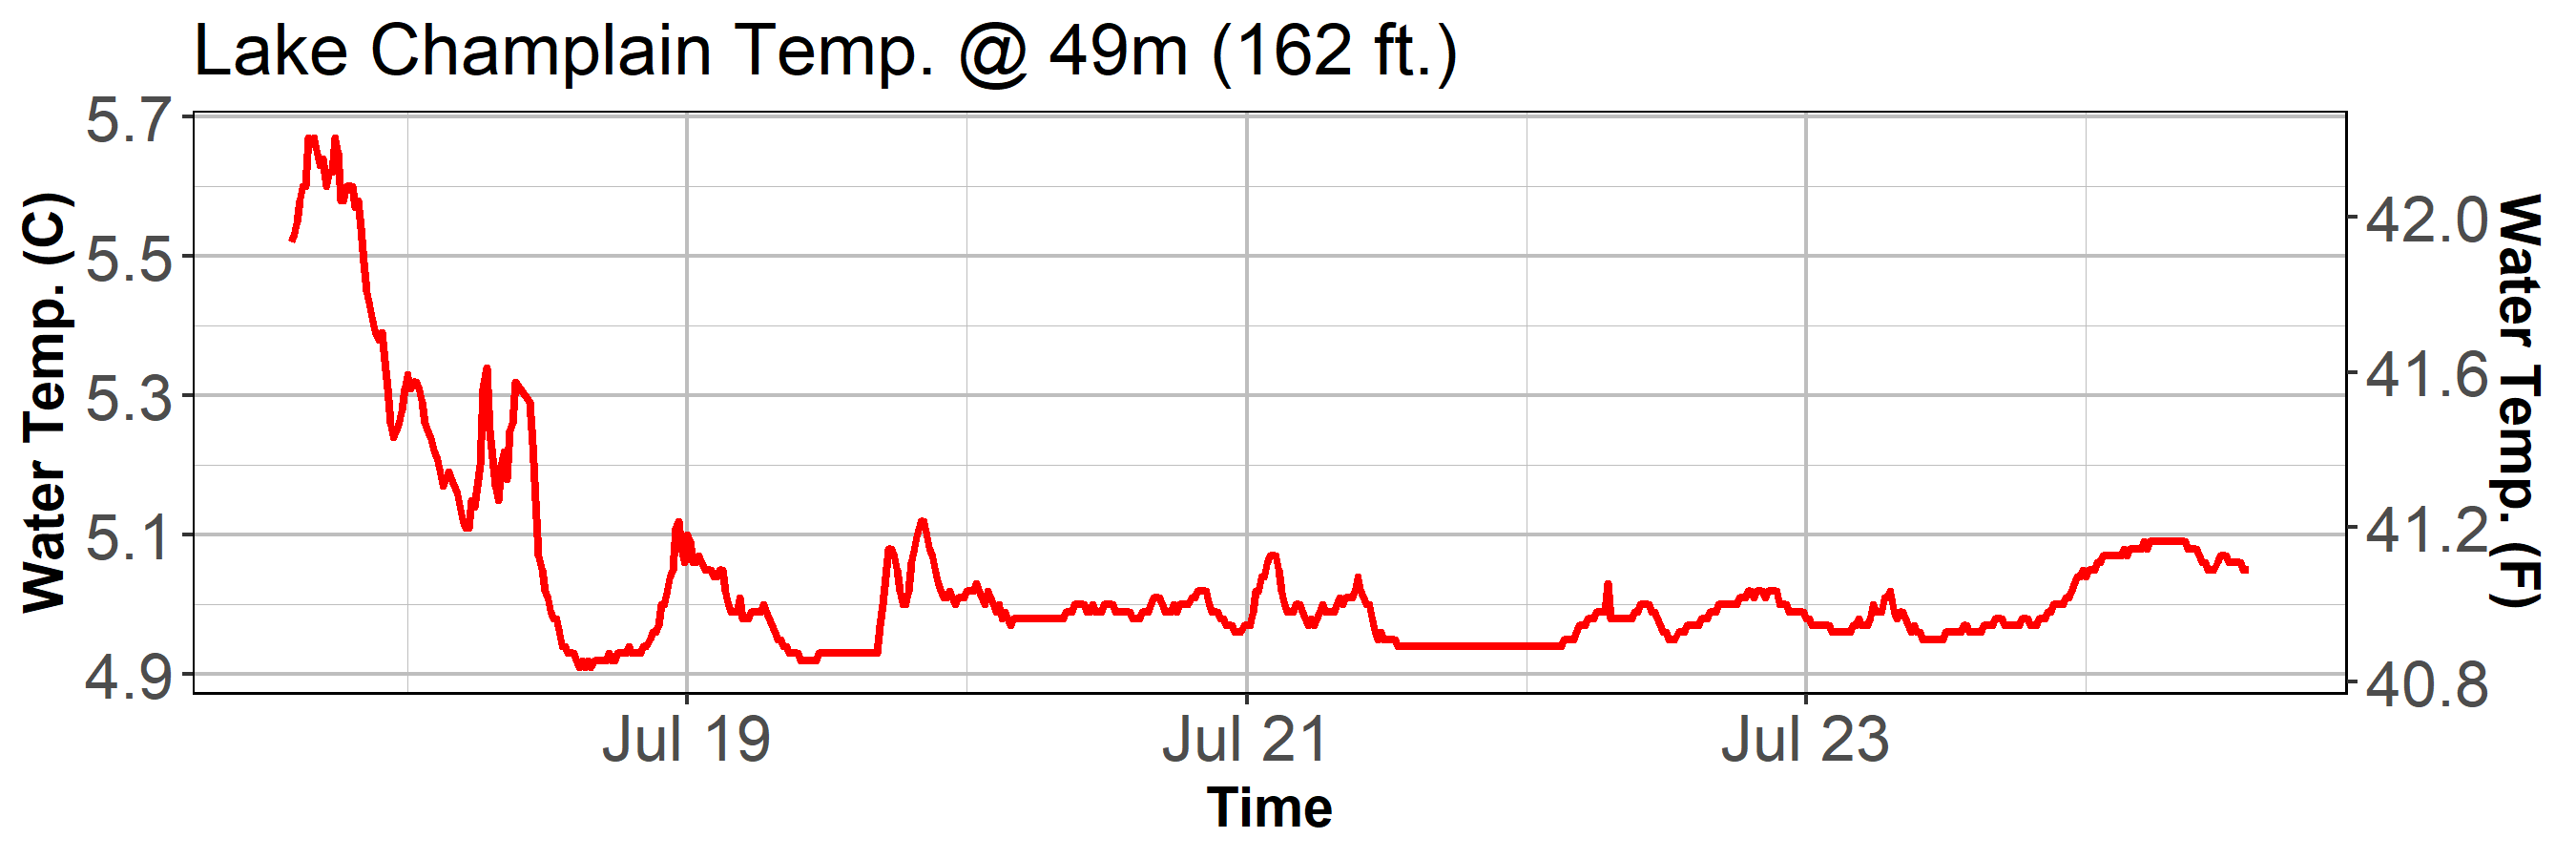 Lake Champlain Temp. @ 49m (162 ft.)
Water Temp. (C)
5.7
5.5
5.3
5.1
4.9
42.0
41.6
41.2
40.8
Water Temp. (F)
Jul 19
Jul 21
Jul 23
Time